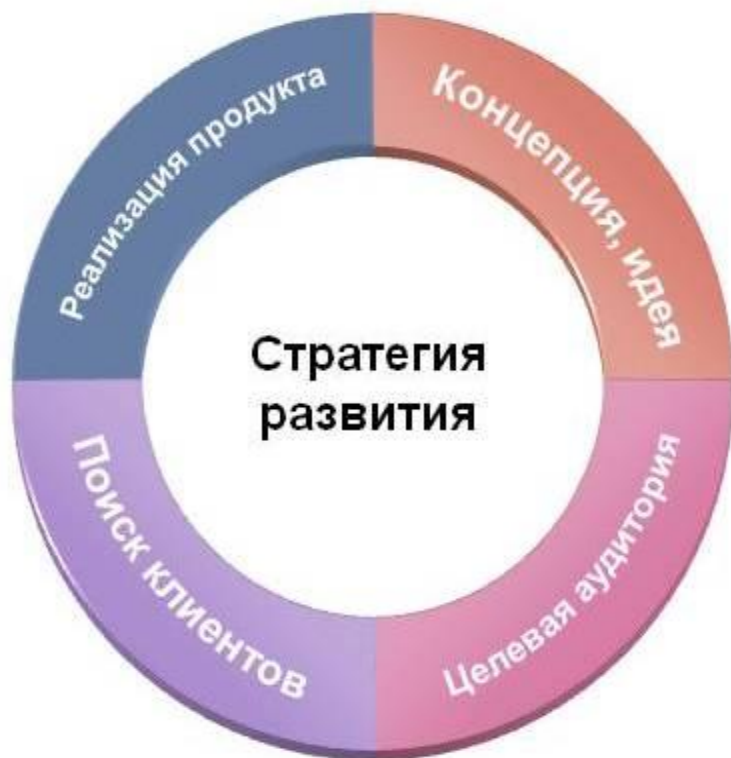 Реализация продукта
Концепция, идея
Стратегия
развития
Поиск клиентов
Целевая аудитория